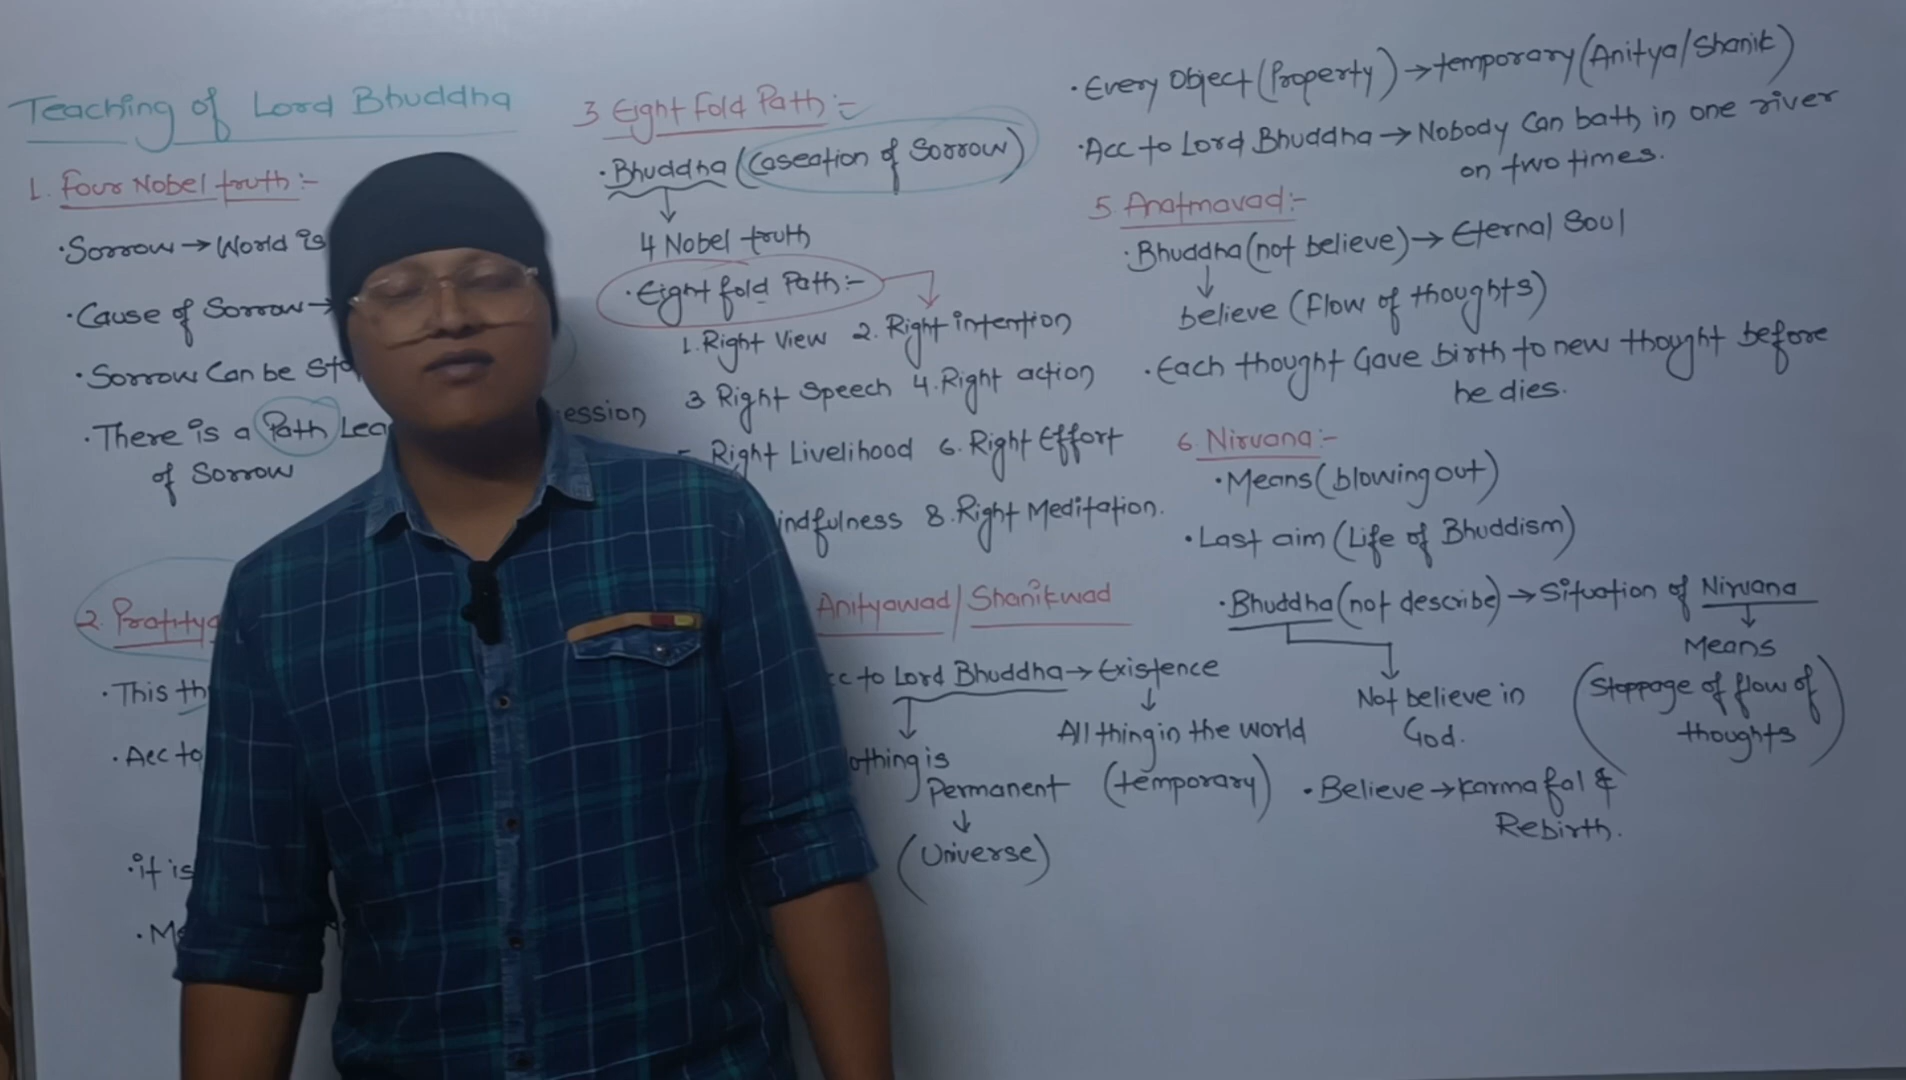 Teaching of Lord Bhuddha
1. Four Nobel truth:-
·Sorrow→World is
·Cause of Sorrow→
·Sorrow Can be
·There is a Path
ession
of Sorrow
2.
·This
·Acc to
·if is
3 Eight Fold Path:-
·Bhuddha (Caseation of Sorrow)
4 Nobel truth
·Eight fold Path:-
1.Right View 2. Right intention
3 Right Speech 4.Right action
Right Livelihood 6.Right Effort
indfulness 8.Right Meditation.
Anityawad/Shanikwad
to Lord Bhuddha→Existence
othing is
Permanent
(Universe)
All thing in the world
(temporary)
·Every Object (Property)→temporary (Anitya/Shanik)
·Acc to Lord Bhuddha→Nobody Can bath in one river
on two times.
5. Anatmavad:-
·Bhuddha(not believe)→Eternal Soul
believe (Flow of thoughts)
·Each thought Gave birth to new thought before
he dies.
6 Nirvana:-
·Means(blowing out)
·Last aim (Life of Bhuddism)
·Bhuddha(not describe)→Situation of Nirvana
Not believe in
God.
Means
(Stoppage of flow of
thoughts)
·Believe→Karma fal &
Rebirth.